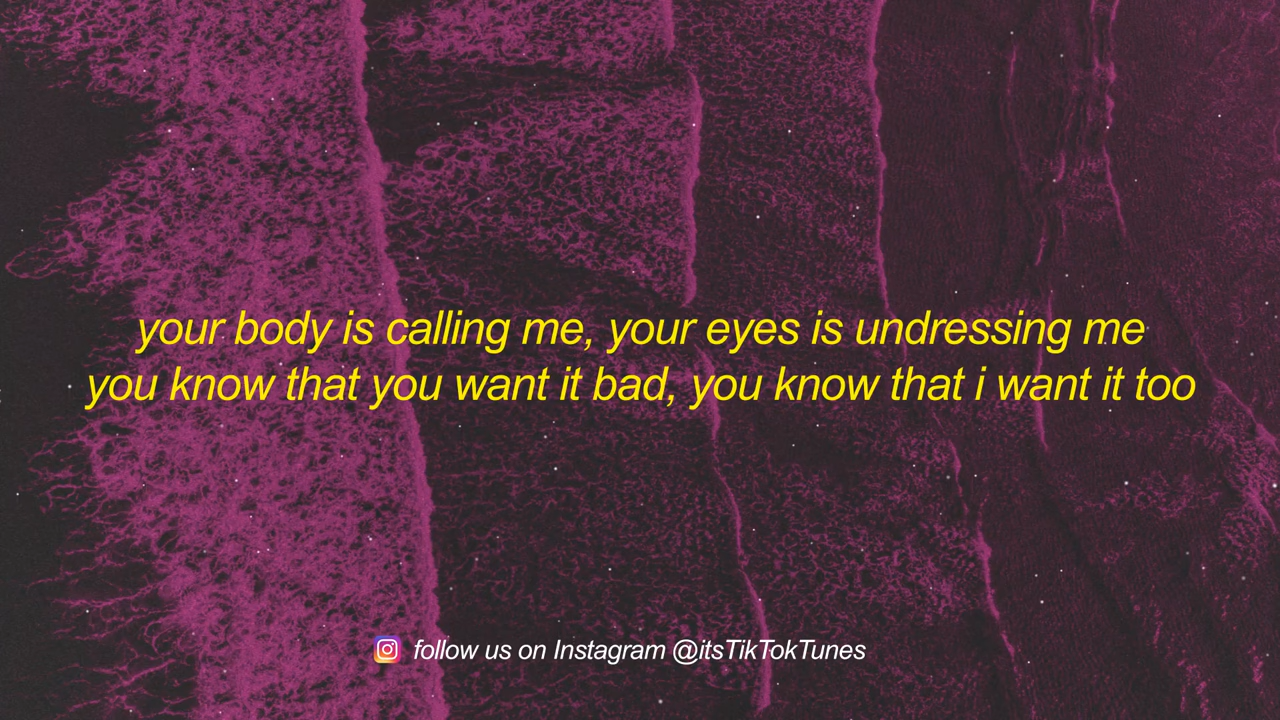 your body is calling me, your eyes is undressing me
you know that you want it bad, you know that i want it too
follow us on Instagram @itsTikTokTunes